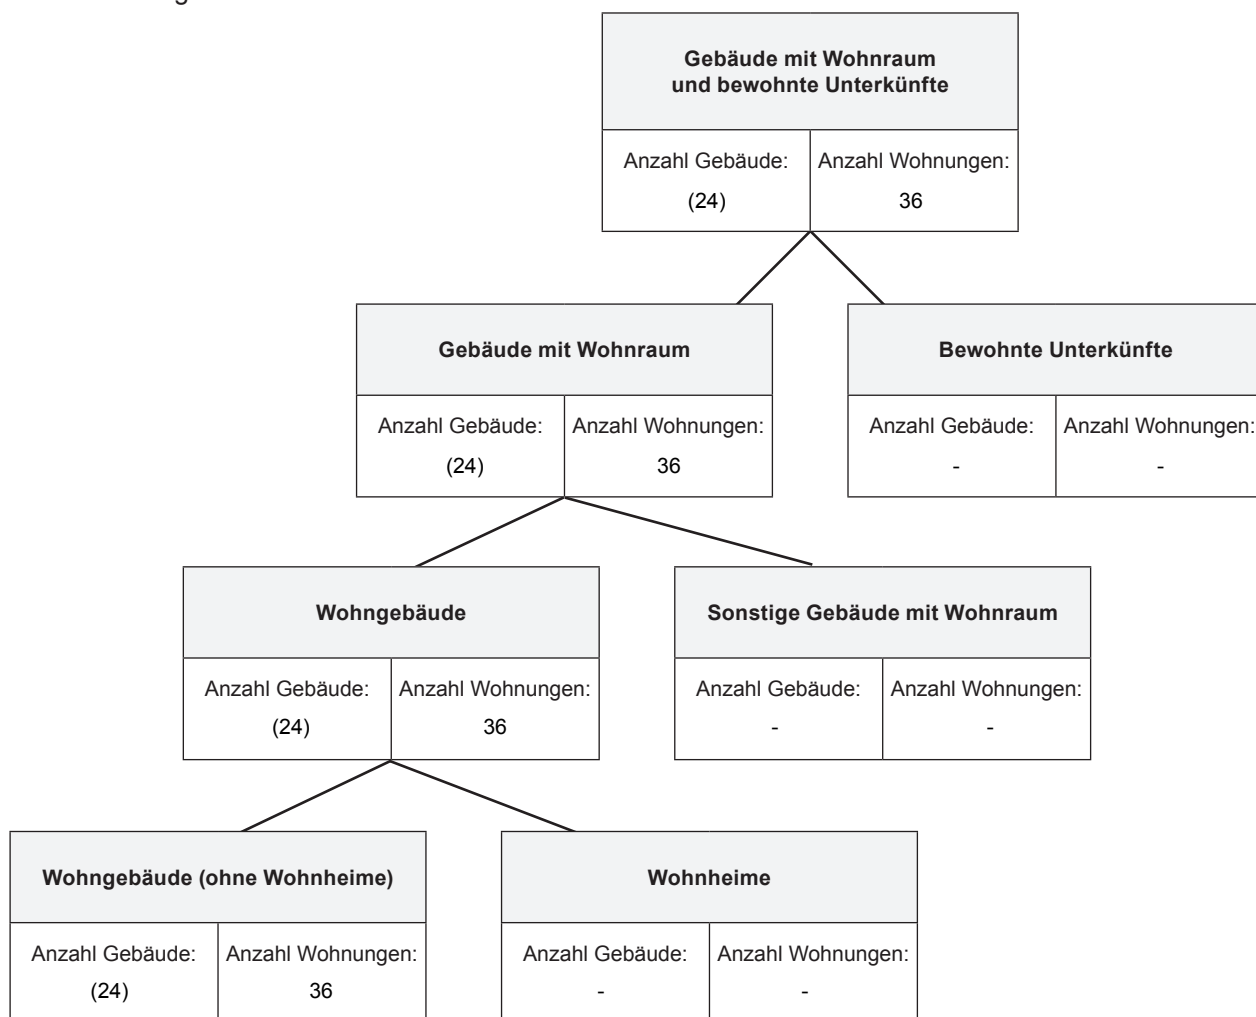 Gebäude mit Wohnraum
und bewohnte Unterkünfte
Anzahl Gebäude: Anzahl Wohnungen:
(24) 36
Gebäude mit Wohnraum
Bewohnte Unterkünfte
Anzahl Gebäude: Anzahl Wohnungen:
(24) 36
Anzahl Gebäude: Anzahl Wohnungen:
- -
Wohngebäude
Sonstige Gebäude mit Wohnraum
Anzahl Gebäude: Anzahl Wohnungen:
(24) 36
Anzahl Gebäude: Anzahl Wohnungen:
- -
Wohngebäude (ohne Wohnheime)
Wohnheime
Anzahl Gebäude: Anzahl Wohnungen:
(24) 36
Anzahl Gebäude: Anzahl Wohnungen:
- -